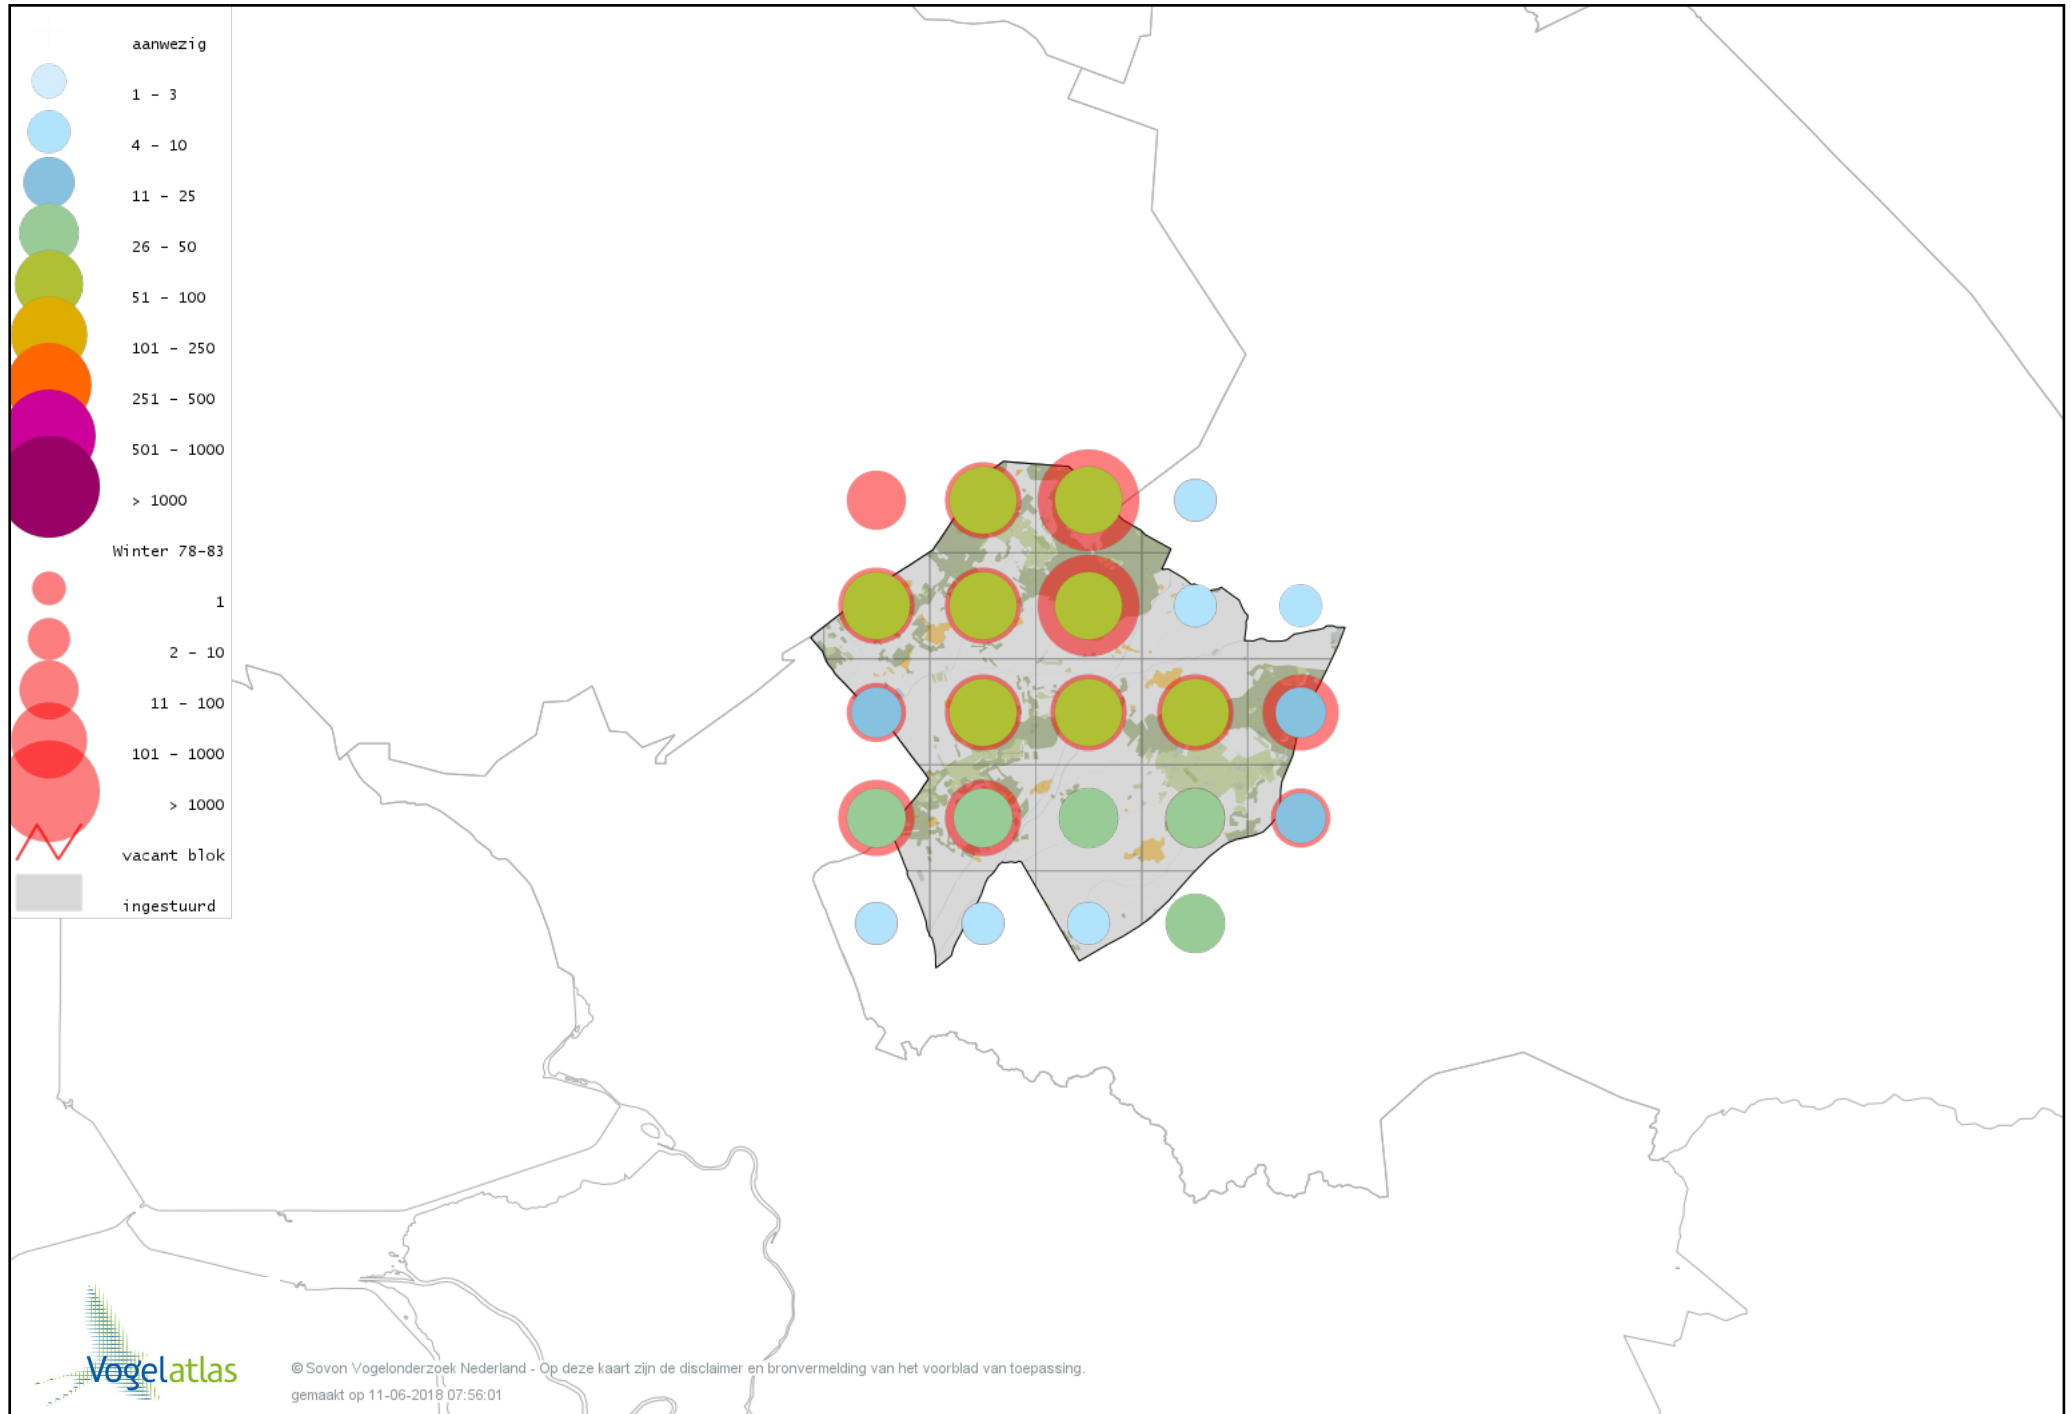 aanwezig
1 - 3
4 - 10
11 - 25
26 - 50
51 - 100
101 - 250
251 - 500
501 - 1000
> 1000
Winter 78-83
1
2 - 10
11 - 100
101 - 1000
> 1000
vacant blok
ingestuurd
Vogelatlas
© Sovon Vogelonderzoek Nederland - Op deze kaart zijn de disclaimer en bronvermelding van het voorblad van toepassing.
gemaakt op 11-06-2018 07:56:01